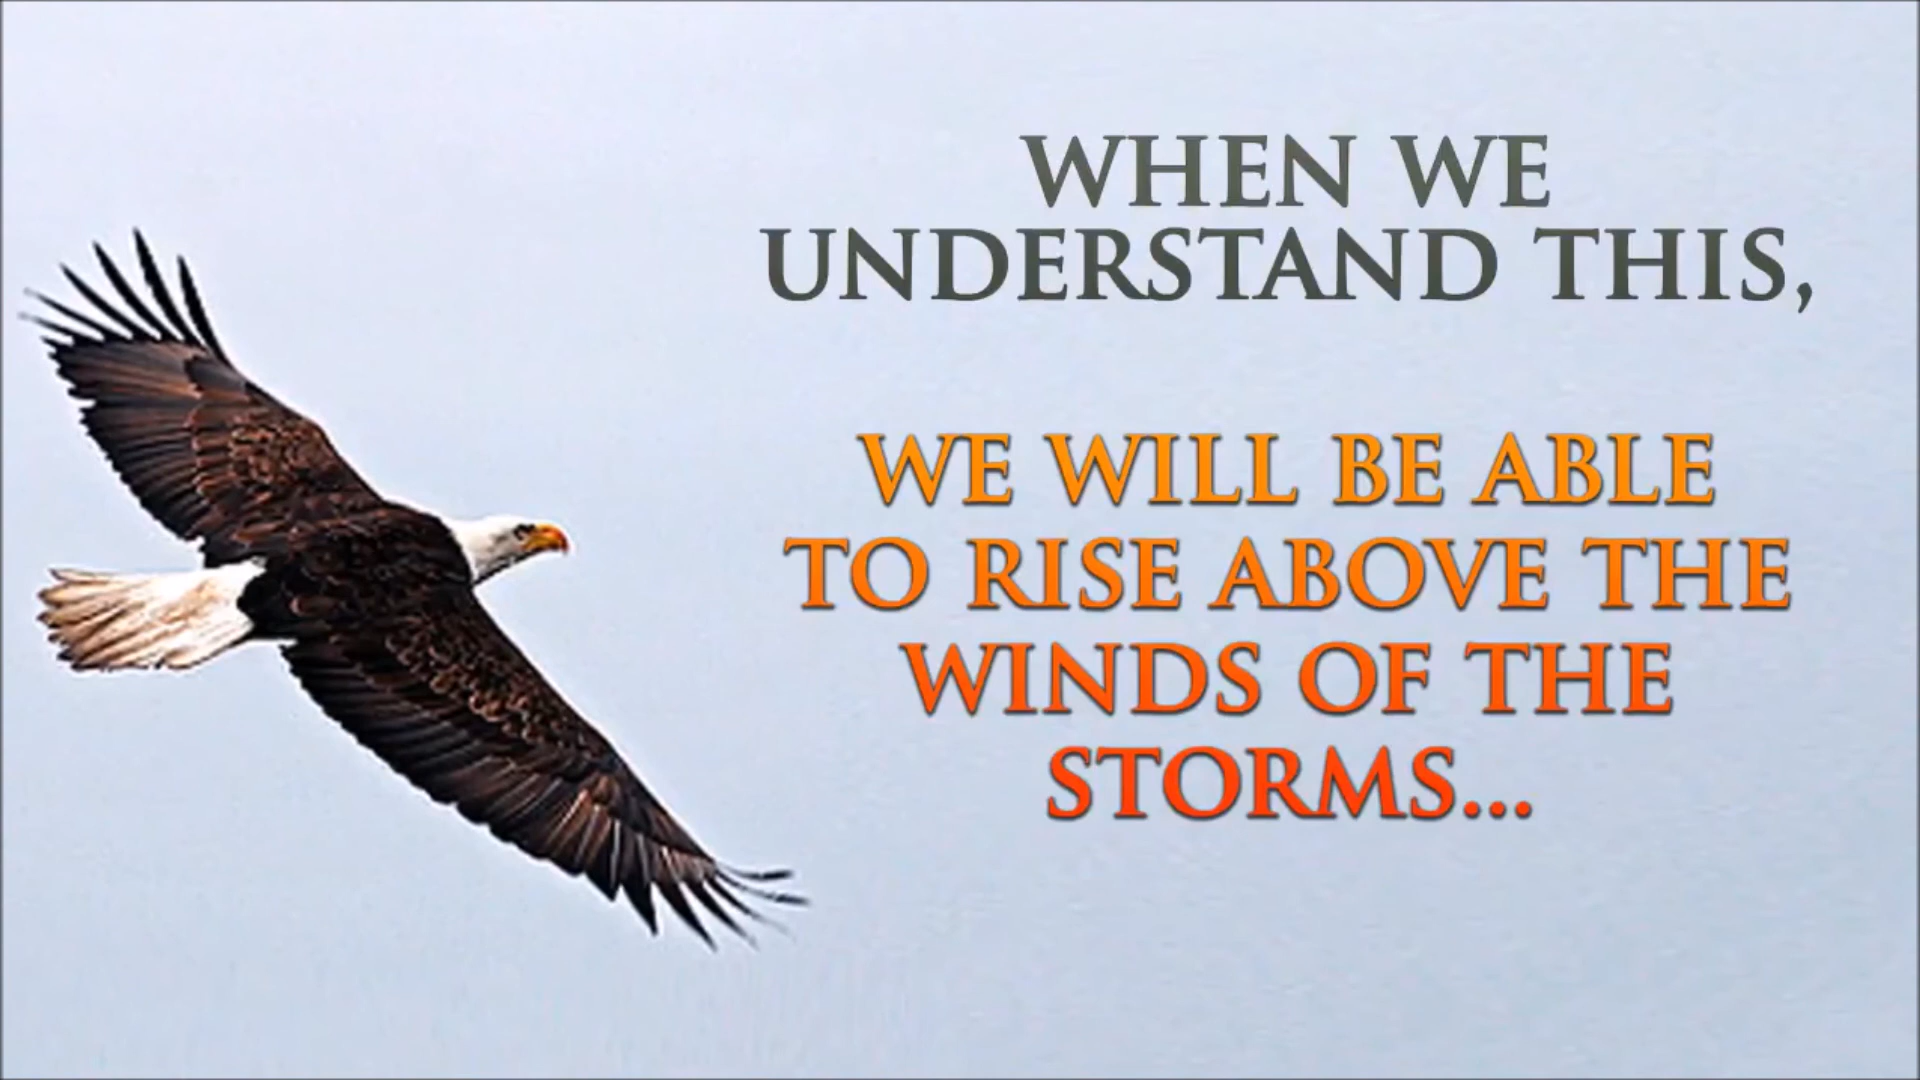 WHEN WE
UNDERSTAND THIS,
WE WILL BE ABLE
TO RISE ABOVE THE
WINDS OF THE
STORMS...